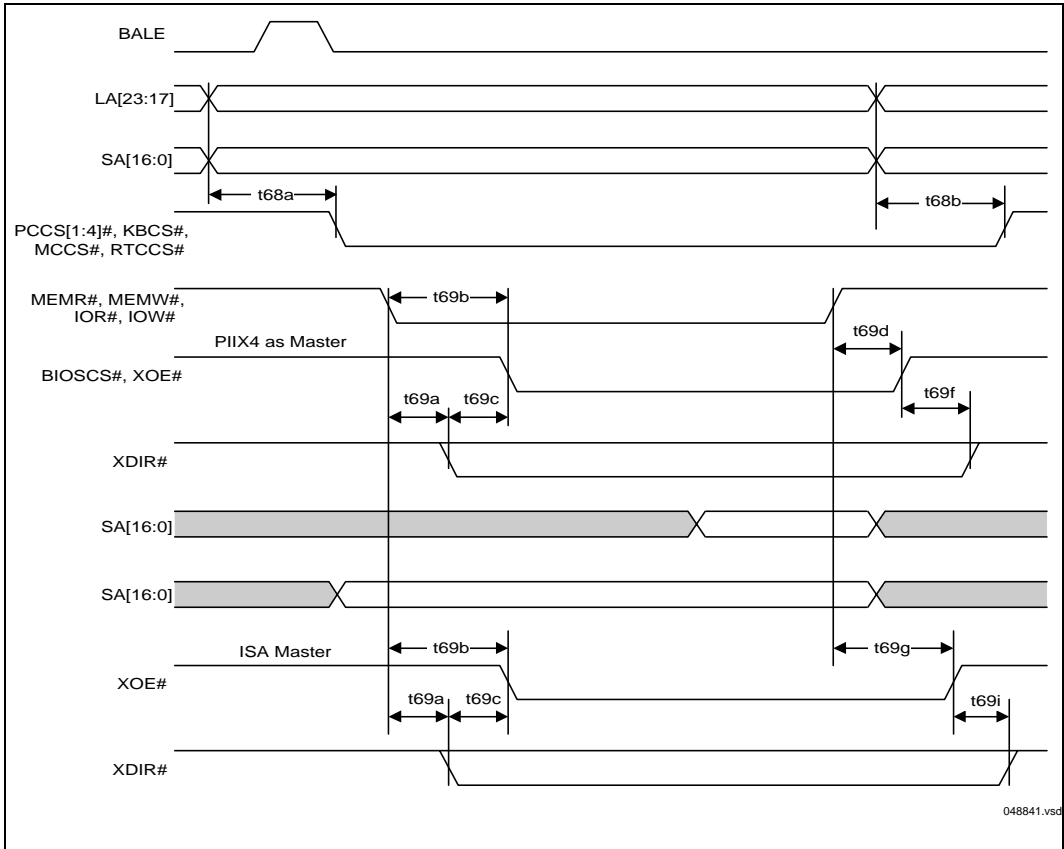 BALE
LA[23:17]
SA[16:0]
t68a
t68b
PCCS[1:4]#, KBCS#,
MCCS#, RTCCS#
MEMR#, MEMW#,
IOR#, IOW#
t69b
t69d
PIIX4 as Master
BIOSCS#, XOE#
t69a
t69c
t69f
XDIR#
SA[16:0]
SA[16:0]
ISA Master
t69b
t69g
XOE#
t69a
t69c
t69i
XDIR#
048841.vsd